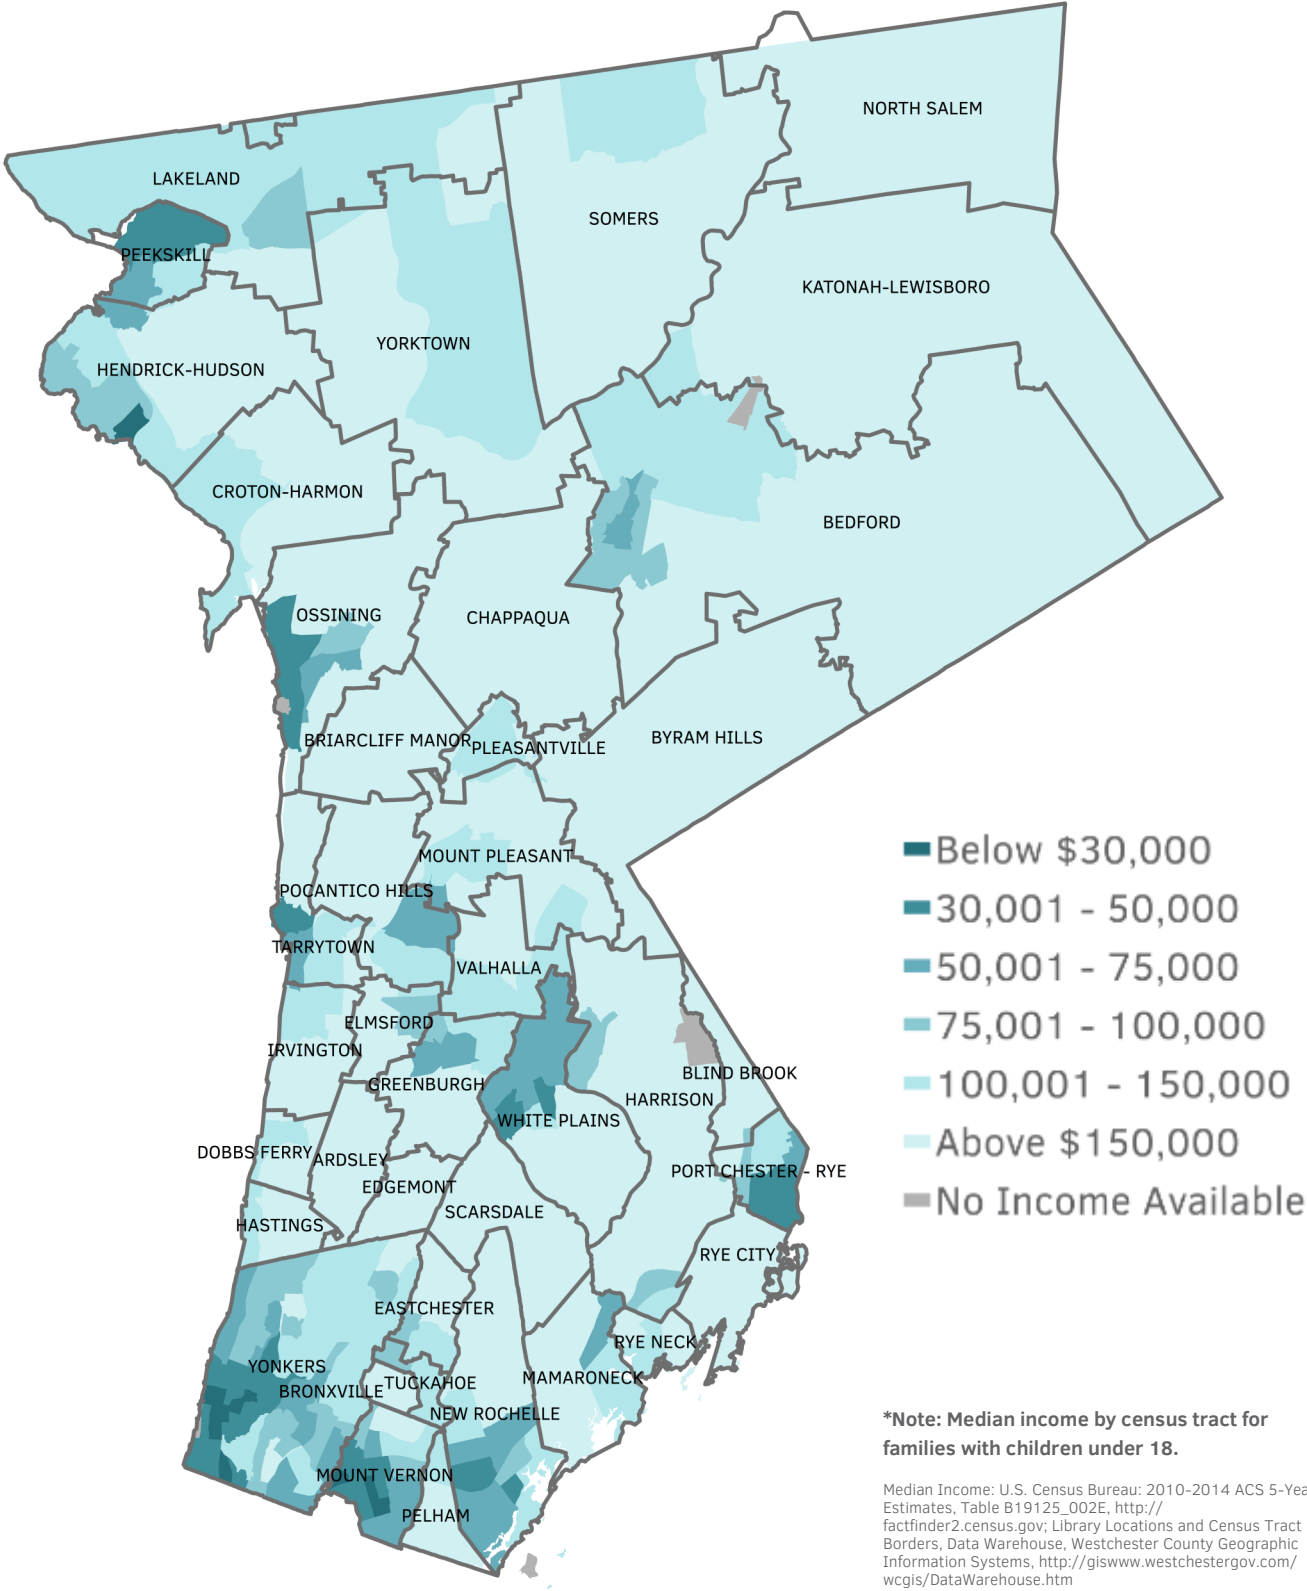 NORTH SALEM
LAKELAND
SOMERS
PEEKSKILL
KATONAH-LEWISBORO
YORKTOWN
HENDRICK-HUDSON
CROTON-HARMON
BEDFORD
OSSINING
CHAPPAQUA
BRIARCLIFF MANOR
PLEASANTVILLE
BYRAM HILLS
MOUNT PLEASANT
POCANTICO HILLS
TARRYTOWN
VALHALLA
ELMSFORD
IRVINGTON
GREENBURGH
BLIND BROOK
HARRISON
WHITE PLAINS
DOBBS FERRY
ARDSLEY
PORT CHESTER - RYE
EDGEMONT
SCARSDALE
HASTINGS
RYE CITY
EASTCHESTER
RYE NECK
YONKERS
BRONXVILLE
TUCKAHOE
MAMARONECK
NEW ROCHELLE
MOUNT VERNON
PELHAM
Below $30,000
30,001 - 50,000
50,001 - 75,000
75,001 - 100,000
100,001 - 150,000
Above $150,000
No Income Available
*Note: Median income by census tract for
families with children under 18.
Median Income: U.S. Census Bureau: 2010-2014 ACS 5-Yea
Estimates, Table B19125_002E, http://
factfinder2.census.gov; Library Locations and Census Tract
Borders, Data Warehouse, Westchester County Geographic
Information Systems, http://giswww.westchestergov.com/
wcgis/DataWarehouse.htm